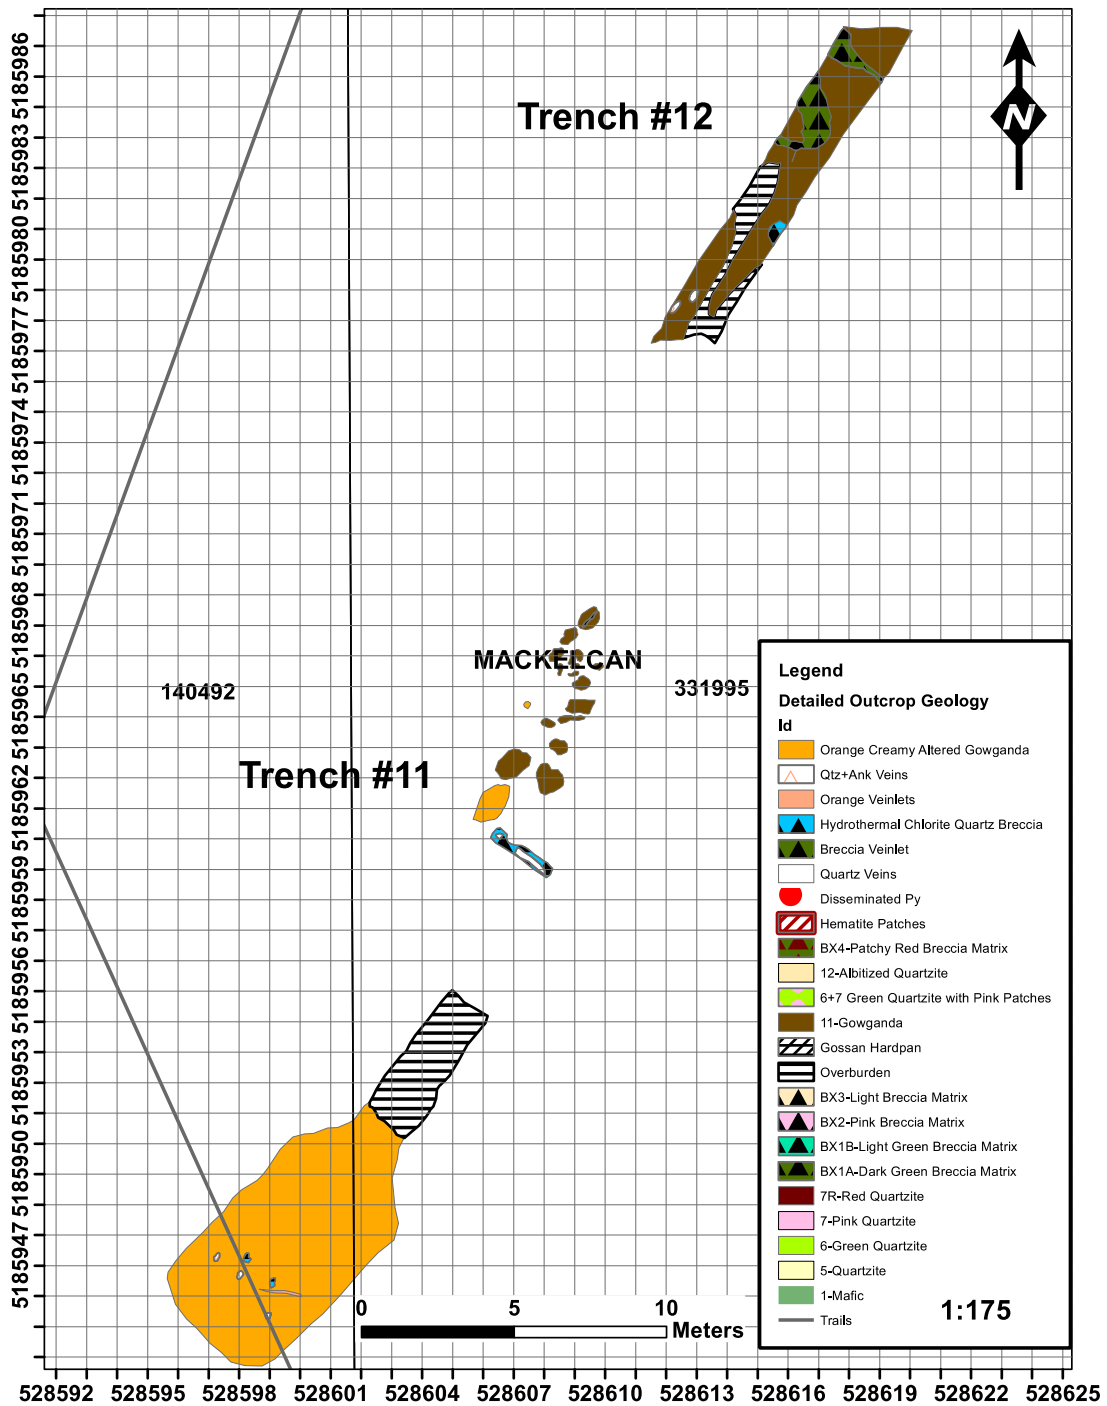 Trench #12
N
MACKELCAN
140492
331995
Trench #11
Legend
Detailed Outcrop Geology
Id
Orange Creamy Altered Gowganda
Qtz+Ank Veins
Orange Veinlets
Hydrothermal Chlorite Quartz Breccia
Breccia Veinlet
Quartz Veins
Disseminated Py
Hematite Patches
BX4-Patchy Red Breccia Matrix
12-Albitized Quartzite
6+7 Green Quartzite with Pink Patches
11-Gowganda
Gossan Hardpan
Overburden
BX3-Light Breccia Matrix
BX2-Pink Breccia Matrix
BX1B-Light Green Breccia Matrix
BX1A-Dark Green Breccia Matrix
7R-Red Quartzite
7-Pink Quartzite
6-Green Quartzite
5-Quartzite
1-Mafic
Trails
1:175
0 5 10
Meters
5185986
5185983
5185980
5185977
5185974
5185971
5185968
5185965
5185962
5185959
5185956
5185953
5185950
5185947
528592 528595 528598 528601 528604 528607 528610 528613 528616 528619 528622 528625